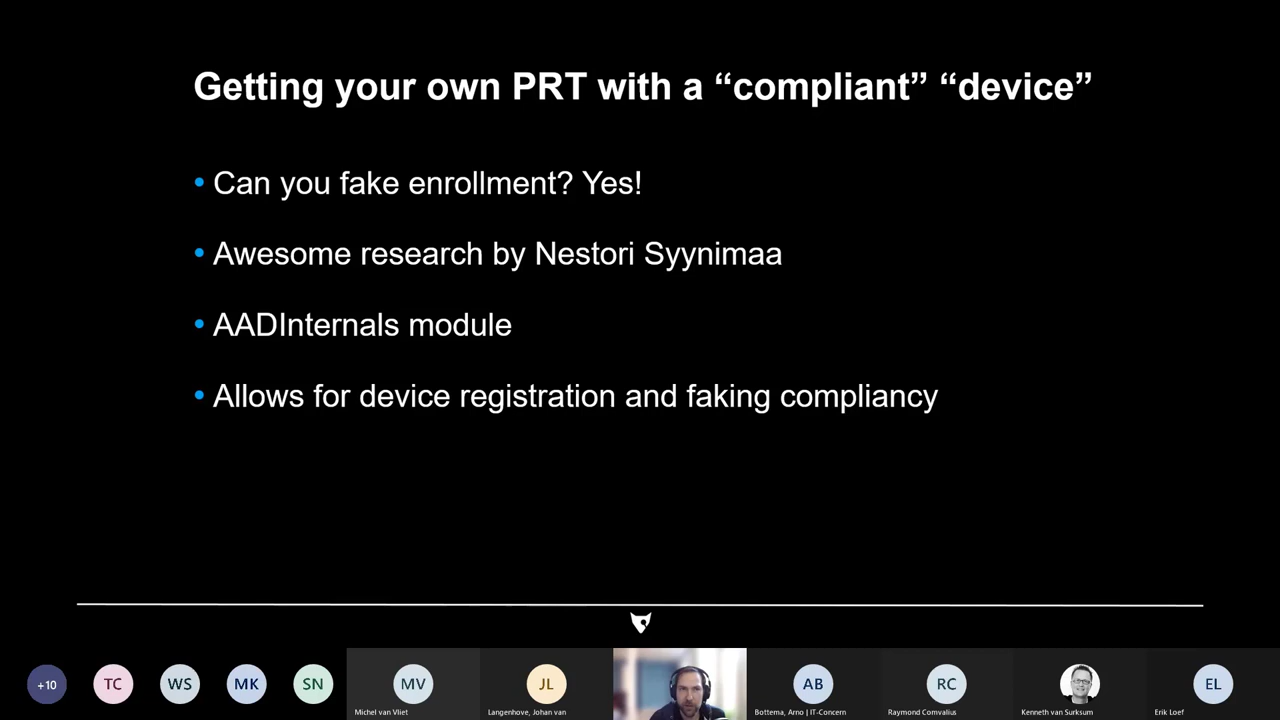 Getting your own PRT with a “compliant” “device”
• Can you fake enrollment? Yes!
• Awesome research by Nestori Syynimaa
• AADInternals module
• Allows for device registration and faking compliancy
+10
TC
WS
MK
SN
MV
JL
AB
RC
EL
Michel van Vliet
Langenhove, Johan van
Bottema, Arno | IT-Concern
Raymond Comvalius
Kenneth van Surksum
Erik Loef